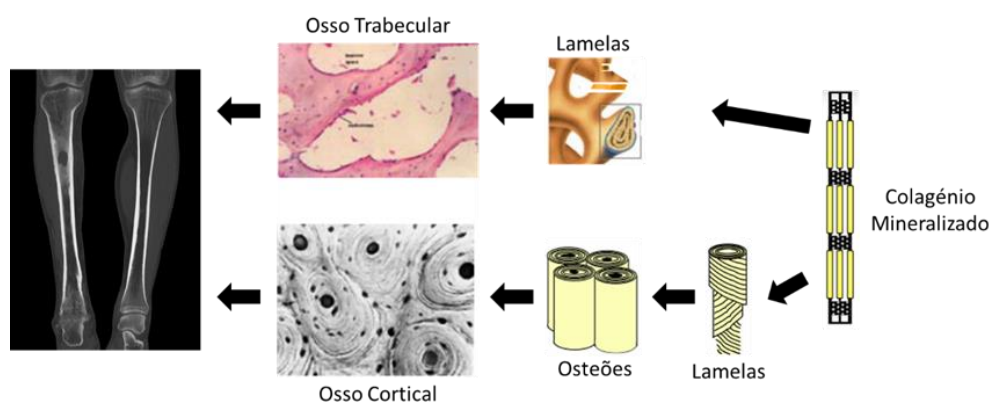 Osso Trabecular
Lamelas
Colagénio
Mineralizado
Osteões
Lamelas
Osso Cortical